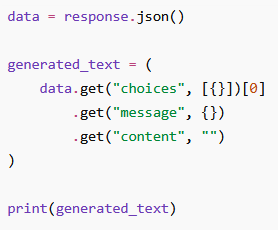 data = response.json()

generated_text = (
    data.get("choices", [{}])[0]
        .get("message", {})
        .get("content", "")
)

print(generated_text)